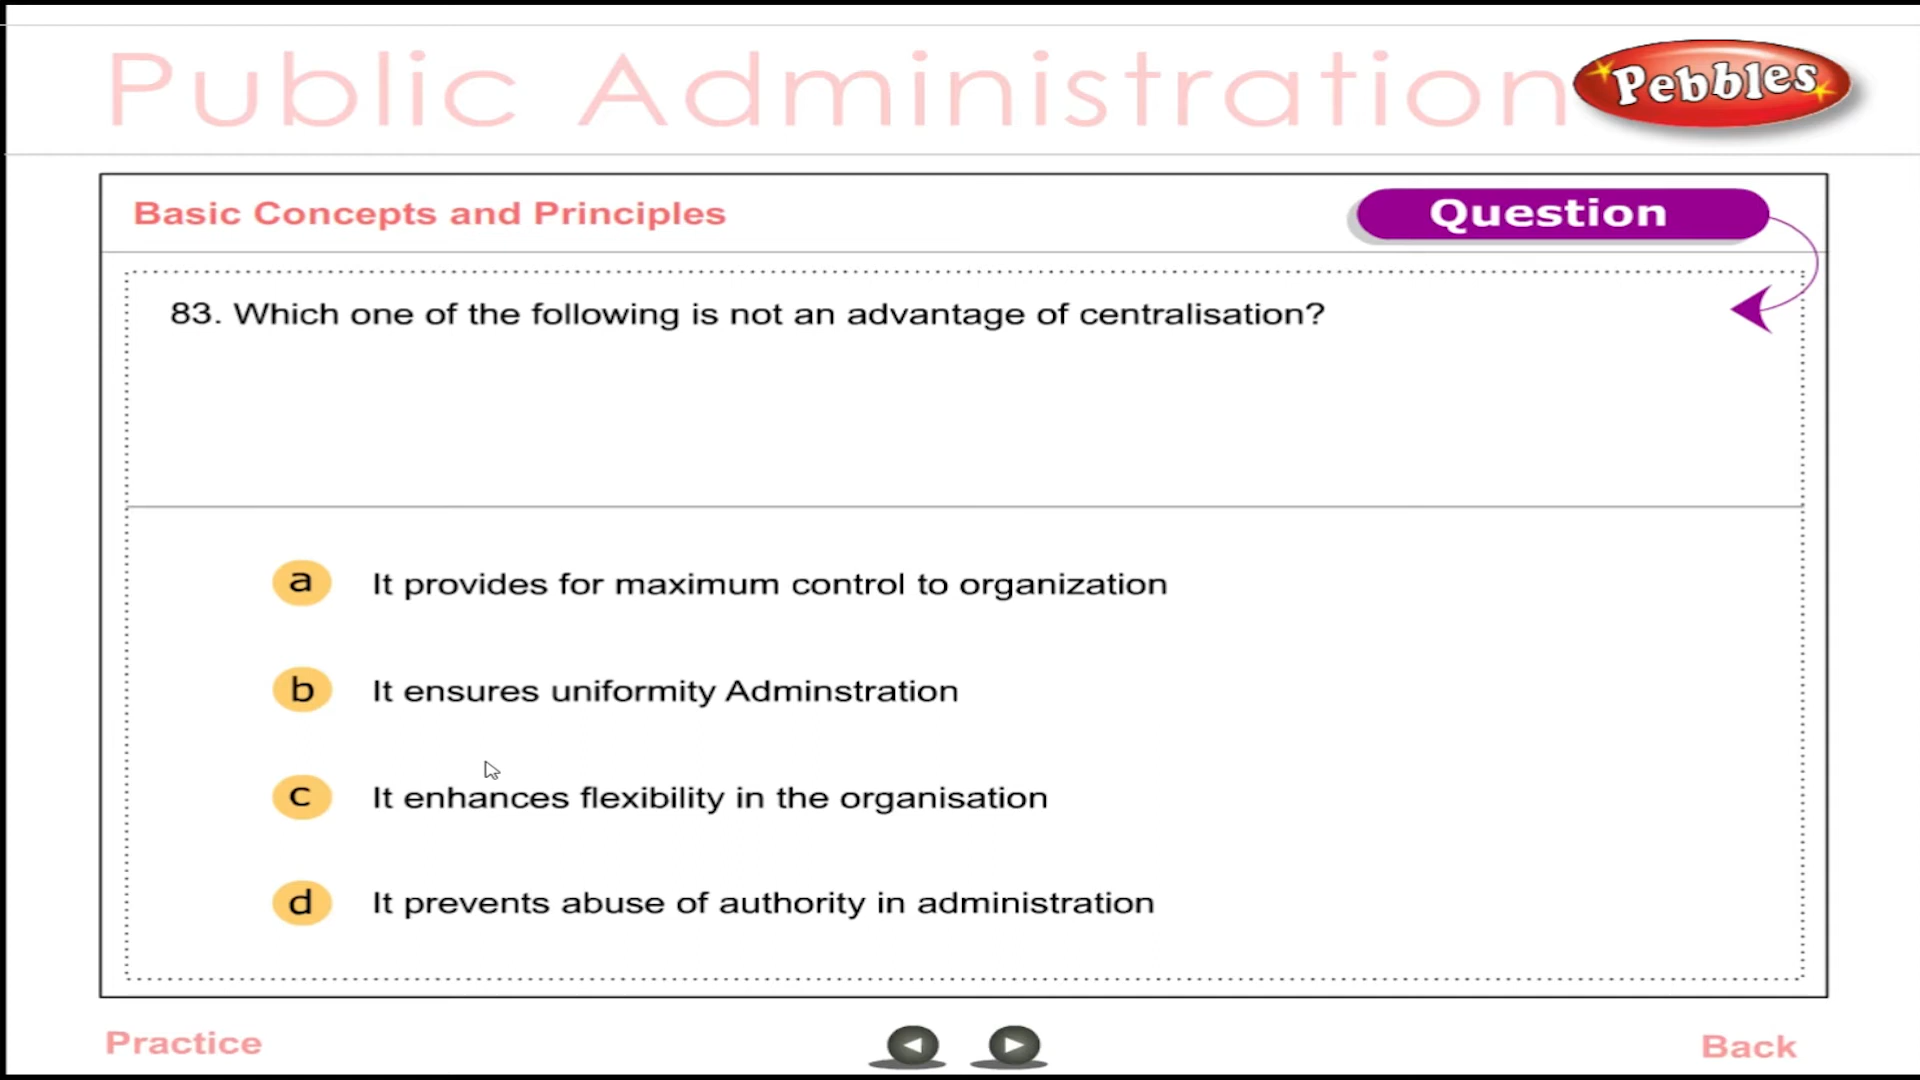 Public Administration
Pebbles
Basic Concepts and Principles
Question
83. Which one of the following is not an advantage of centralisation?
a It provides for maximum control to organization
b It ensures uniformity Adminstration
c It enhances flexibility in the organisation
d It prevents abuse of authority in administration
Practice
Back